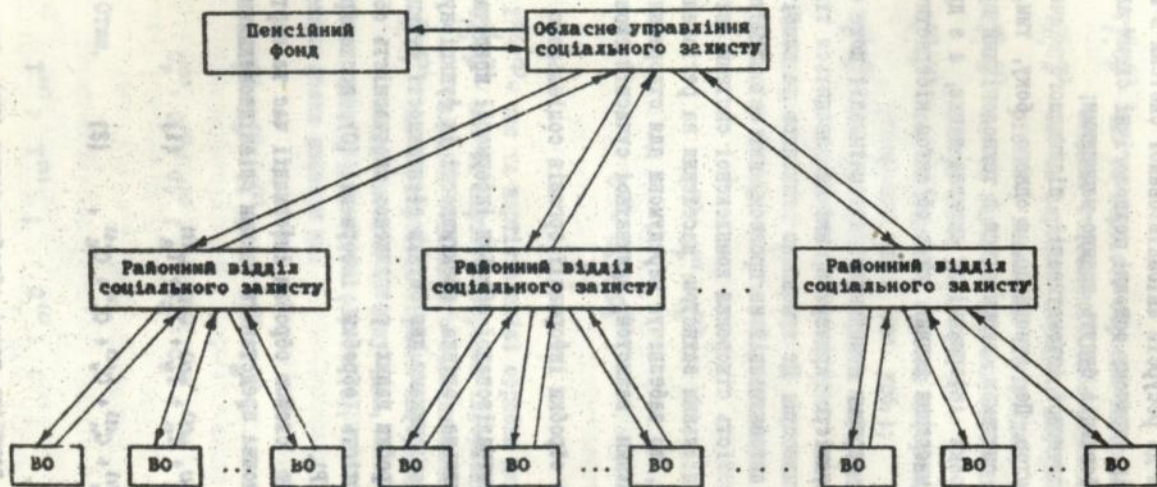 Пенсійний
фонд
Обласне управління
соціального захисту
Районний відділ
соціального захисту
Районний відділ
соціального захисту
. . . .
Районний відділ
соціального захисту
ВО
ВО
...
ВО
ВО
ВО
...
ВО
. . . .
ВО
ВО
...
ВО